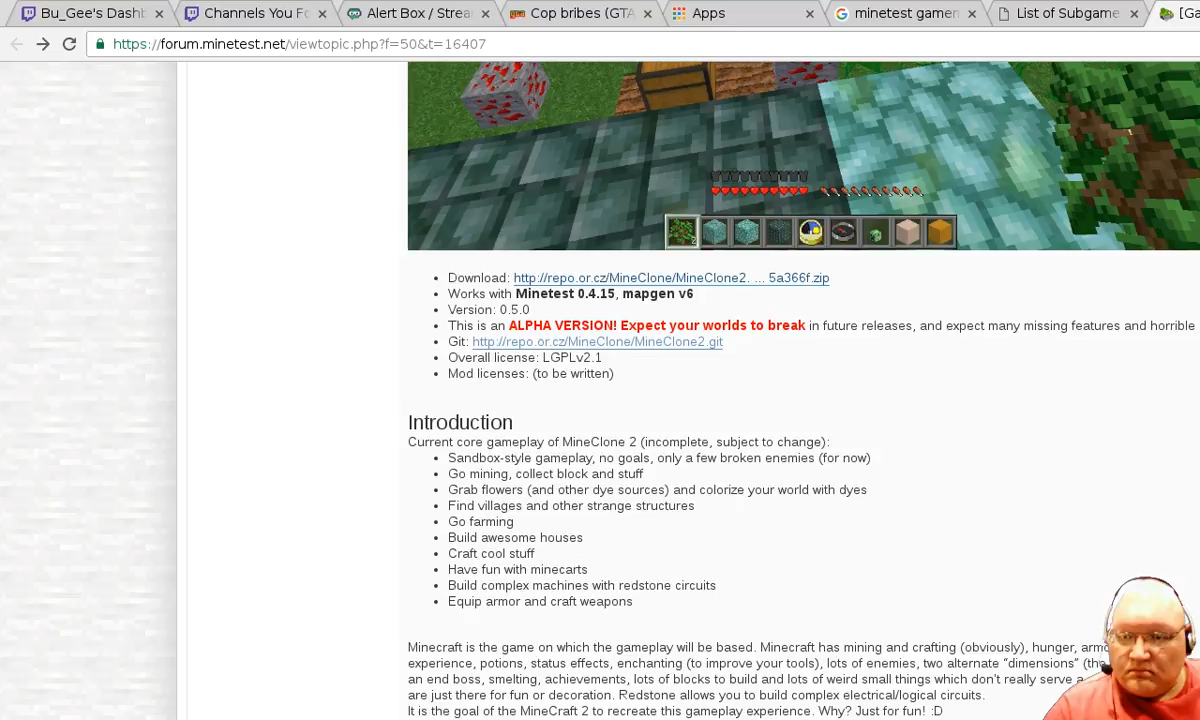 Bu_Gee's Dashb
Channels You Fo
Alert Box / Strea
Cop bribes (GTA
Apps
minetest gamen
List of Subgame
[Ga
https://forum.minetest.net/viewtopic.php?f=50&t=16407
2
Download: http://repo.or.cz/MineClone/MineClone2. ... 5a366f.zip
Works with Minetest 0.4.15, mapgen v6
Version: 0.5.0
This is an ALPHA VERSION! Expect your worlds to break in future releases, and expect many missing features and horrible
Git: http://repo.or.cz/MineClone/MineClone2.git
Overall license: LGPLv2.1
Mod licenses: (to be written)
Introduction
Current core gameplay of MineClone 2 (incomplete, subject to change):
Sandbox-style gameplay, no goals, only a few broken enemies (for now)
Go mining, collect block and stuff
Grab flowers (and other dye sources) and colorize your world with dyes
Find villages and other strange structures
Go farming
Build awesome houses
Craft cool stuff
Have fun with minecarts
Build complex machines with redstone circuits
Equip armor and craft weapons
Minecraft is the game on which the gameplay will be based. Minecraft has mining and crafting (obviously), hunger, armo
experience, potions, status effects, enchanting (to improve your tools), lots of enemies, two alternate “dimensions” (the
an end boss, smelting, achievements, lots of blocks to build and lots of weird small things which don't really serve a
are just there for fun or decoration. Redstone allows you to build complex electrical/logical circuits.
It is the goal of the MineCraft 2 to recreate this gameplay experience. Why? Just for fun! :D